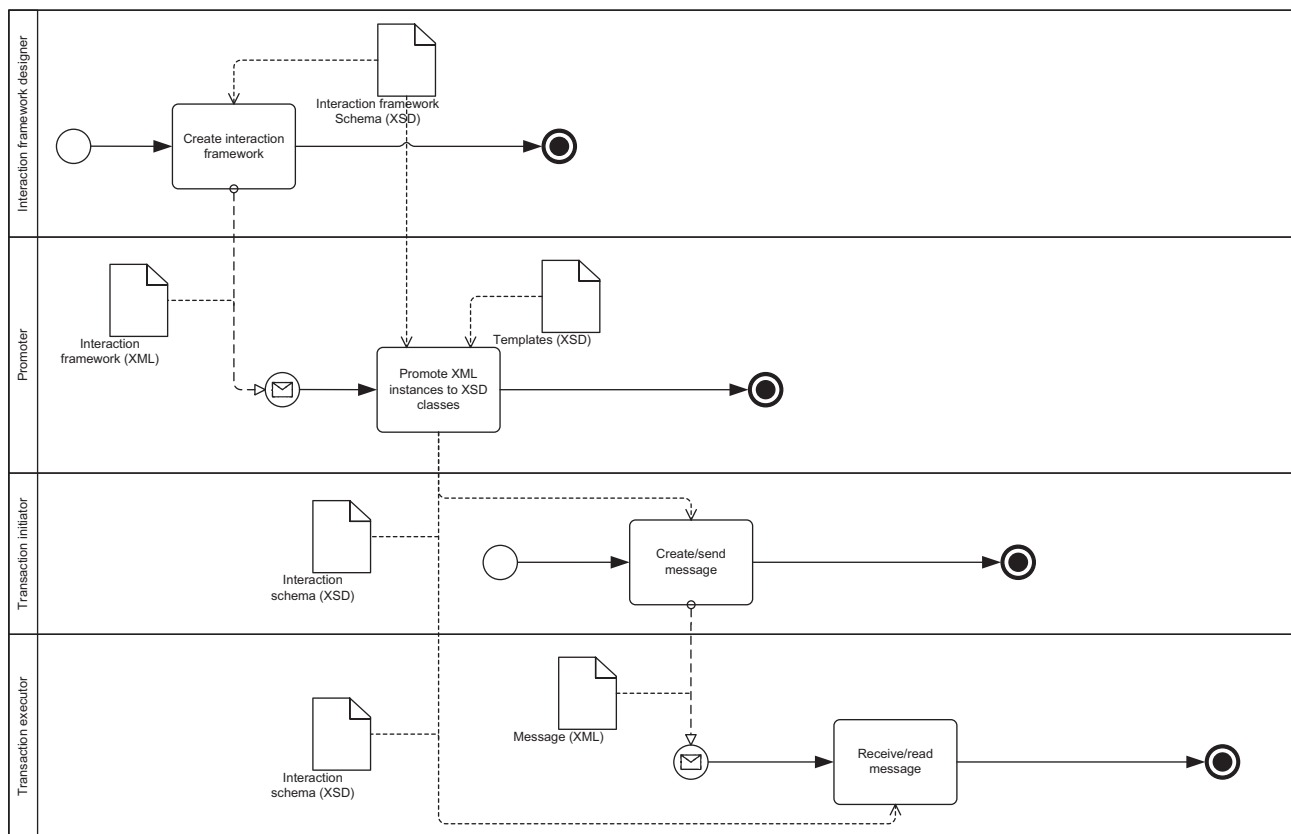 Interaction framework designer
Interaction framework
Schema (XSD)
Create interaction
framework
Promoter
Interaction
framework (XML)
Templates (XSD)
Promote XML
instances to XSD
classes
Transaction initiator
Interaction
schema (XSD)
Create/send
message
Transaction executor
Interaction
schema (XSD)
Message (XML)
Receive/read
message